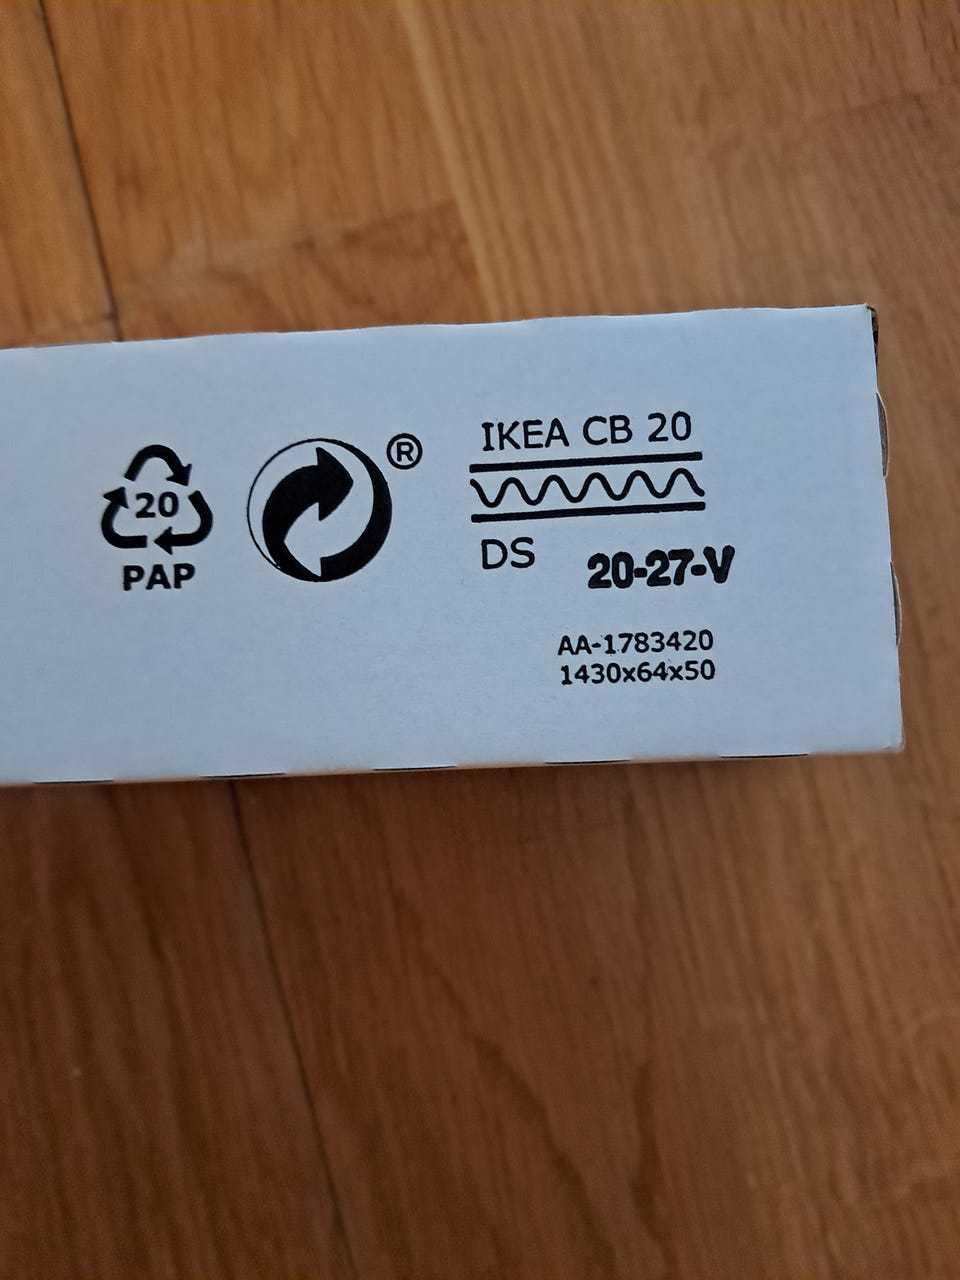 20
PAP
®
IKEA CB 20
DS
20-27-V
AA-1783420
1430x64x50